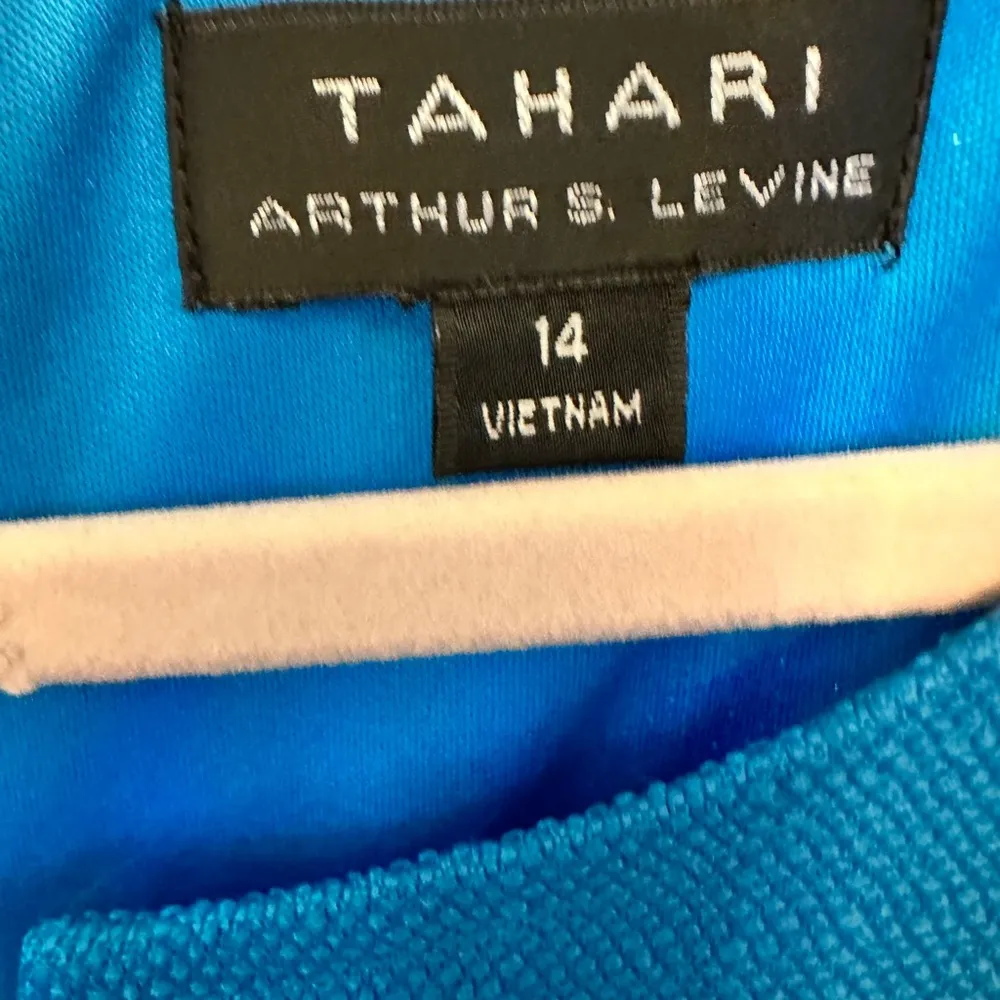 TAHARI
ARTHUR S. LEVINE
14
VIETNAM